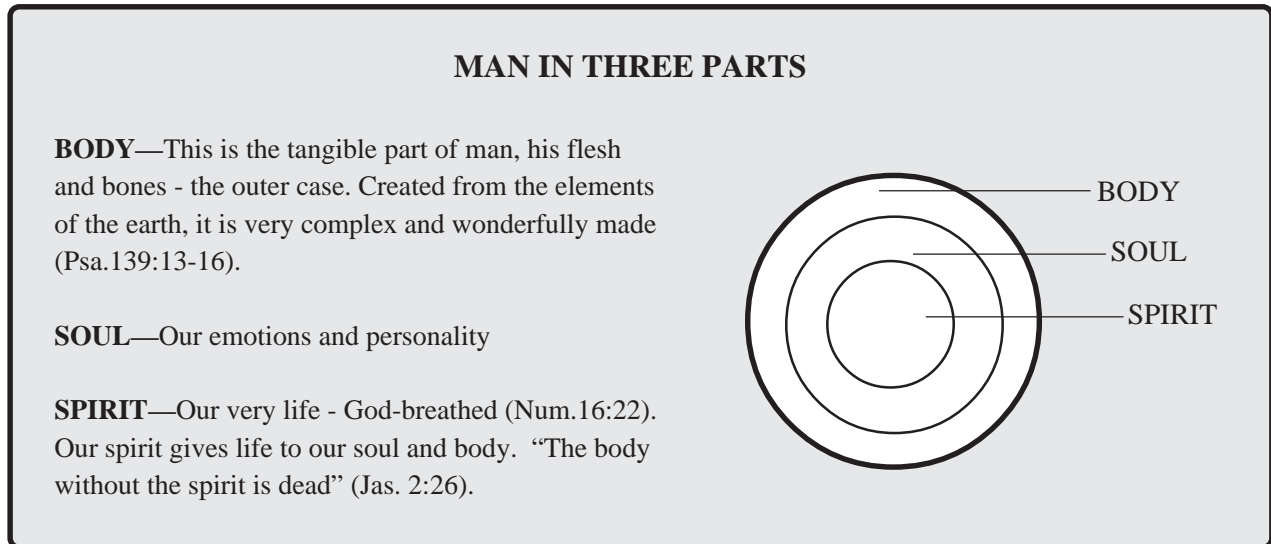 MAN IN THREE PARTS
BODY—This is the tangible part of man, his flesh
and bones - the outer case. Created from the elements
of the earth, it is very complex and wonderfully made
(Psa.139:13-16).
SOUL—Our emotions and personality
SPIRIT—Our very life - God-breathed (Num.16:22).
Our spirit gives life to our soul and body.  “The body
without the spirit is dead” (Jas. 2:26).
BODY
SOUL
SPIRIT